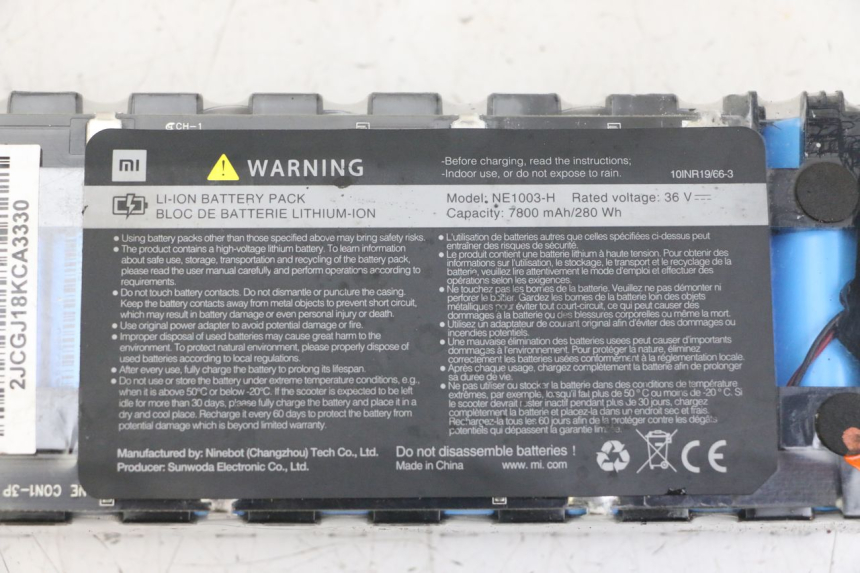 CH-1
mi
WARNING
-Before charging, read the instructions;
-Indoor use, or do not expose to rain.
10INR19/66-3
LI-ION BATTERY PACK
BLOC DE BATTERIE LITHIUM-ION
Model: NE1003-H Rated voltage: 36 V
Capacity: 7800 mAh/280 Wh
• Using battery packs other than those specified above may bring safety risks.
• The product contains a high-voltage lithium battery. To learn information
about safe use, storage, transportation and recycling of the battery pack,
please read the user manual carefully and perform operations according to
requirements.
• Do not touch battery contacts. Do not dismantle or puncture the casing.
Keep the battery contacts away from metal objects to prevent short circuit,
which may result in battery damage or even personal injury or death.
• Use original power adapter to avoid potential damage or fire.
• Improper disposal of used batteries may cause great harm to the
environment. To protect natural environment, please properly dispose of
used batteries according to local regulations.
• After every use, fully charge the battery to prolong its lifespan.
• Do not use or store the battery under extreme temperature conditions, e.g.,
when it is above 50°C or below -20°C. If the scooter is expected to be left
idle for more than 30 days, please fully charge the battery and place it in a
dry and cool place. Recharge it every 60 days to protect the battery from
potential damage which is beyond limited warranty.
• L'utilisation de batteries autres que celles spécifiées ci-dessus peut
entraîner des risques de sécurité.
• Le produit contient une batterie lithium à haute tension. Pour obtenir des
informations sur l'utilisation, le stockage, le transport et le recyclage de la
batterie, veuillez lire attentivement le mode d'emploi et effectuer des
opérations selon les exigences.
• Ne touchez pas les bornes de la batterie. Veuillez ne pas démonter ni
perforer le boîtier. Gardez les bornes de la batterie loin des objets
métalliques pour éviter tout court-circuit, ce qui peut causer des
dommages à la batterie ou des blessures corporelles ou même la mort.
• Utilisez un adaptateur de courant original afin d'éviter des dommages ou
incendies potentiels.
• Une mauvaise élimination des batteries usées peut causer d'importants
dommages à l'environnement. Pour protéger la nature, éliminez
correctement les batteries usées conformément à la réglementation locale.
• Après chaque usage, chargez complètement la batterie afin de prolonger
sa durée de vie.
• Ne pas utiliser ou stocker la batterie dans des conditions de température
extrêmes, par exemple, lorsqu'il fait plus de 50 °C ou moins de -20 °C. Si
le scooter devrait être inactif pendant plus de 30 jours, chargez
complètement la batterie et placez-la dans un endroit sec et frais.
Rechargez-la tous les 60 jours afin de la protéger contre les dégâts
potentiels qui dépassent la garantie
Manufactured by: Ninebot (Changzhou) Tech Co., Ltd.
Producer: Sunwoda Electronic Co., Ltd.
Do not disassemble batteries !
Made in China www. mi. com
CE
2JCGJ18KCA3330
NE CON1-3P